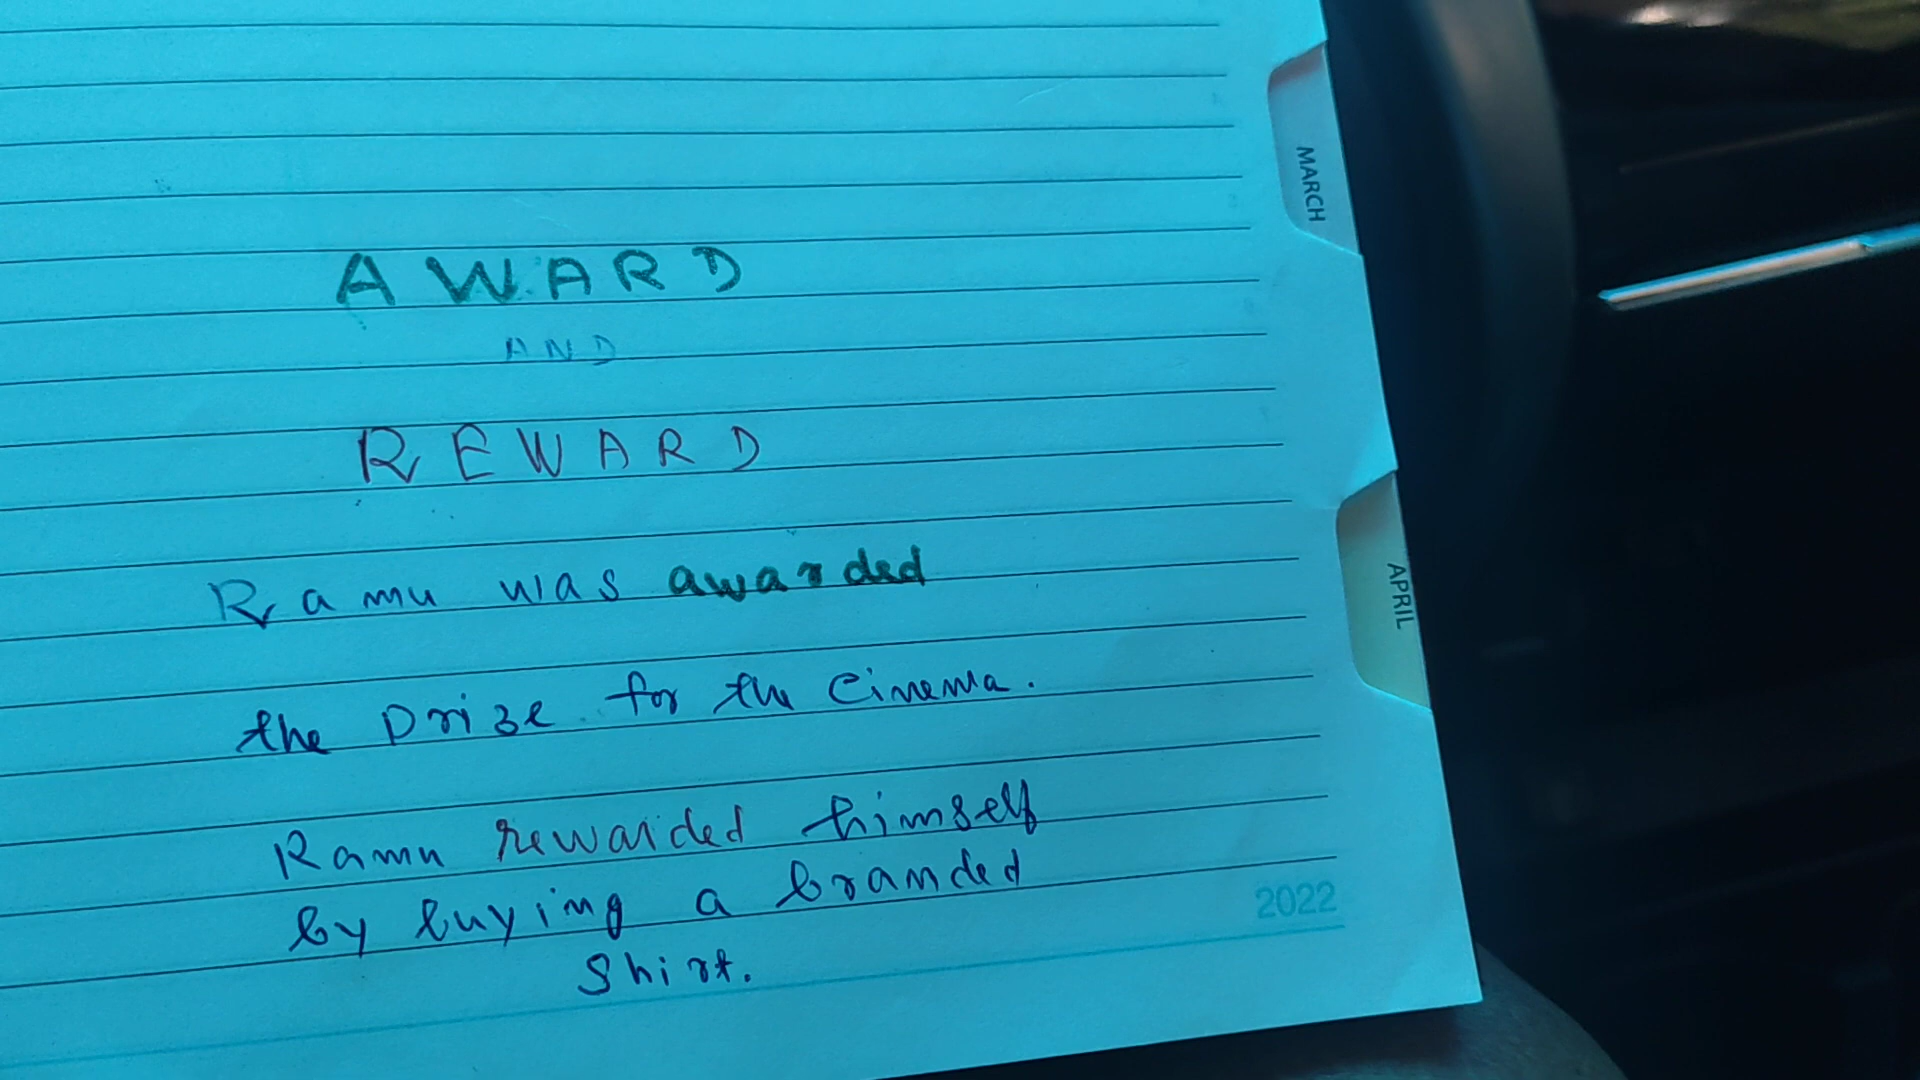 MARCH
AWARD
AND
REWARD
Ramu was awarded
APRIL
the prize for the Cinema.
Ramu rewarded himself
by buying a branded
2022
Shirt.